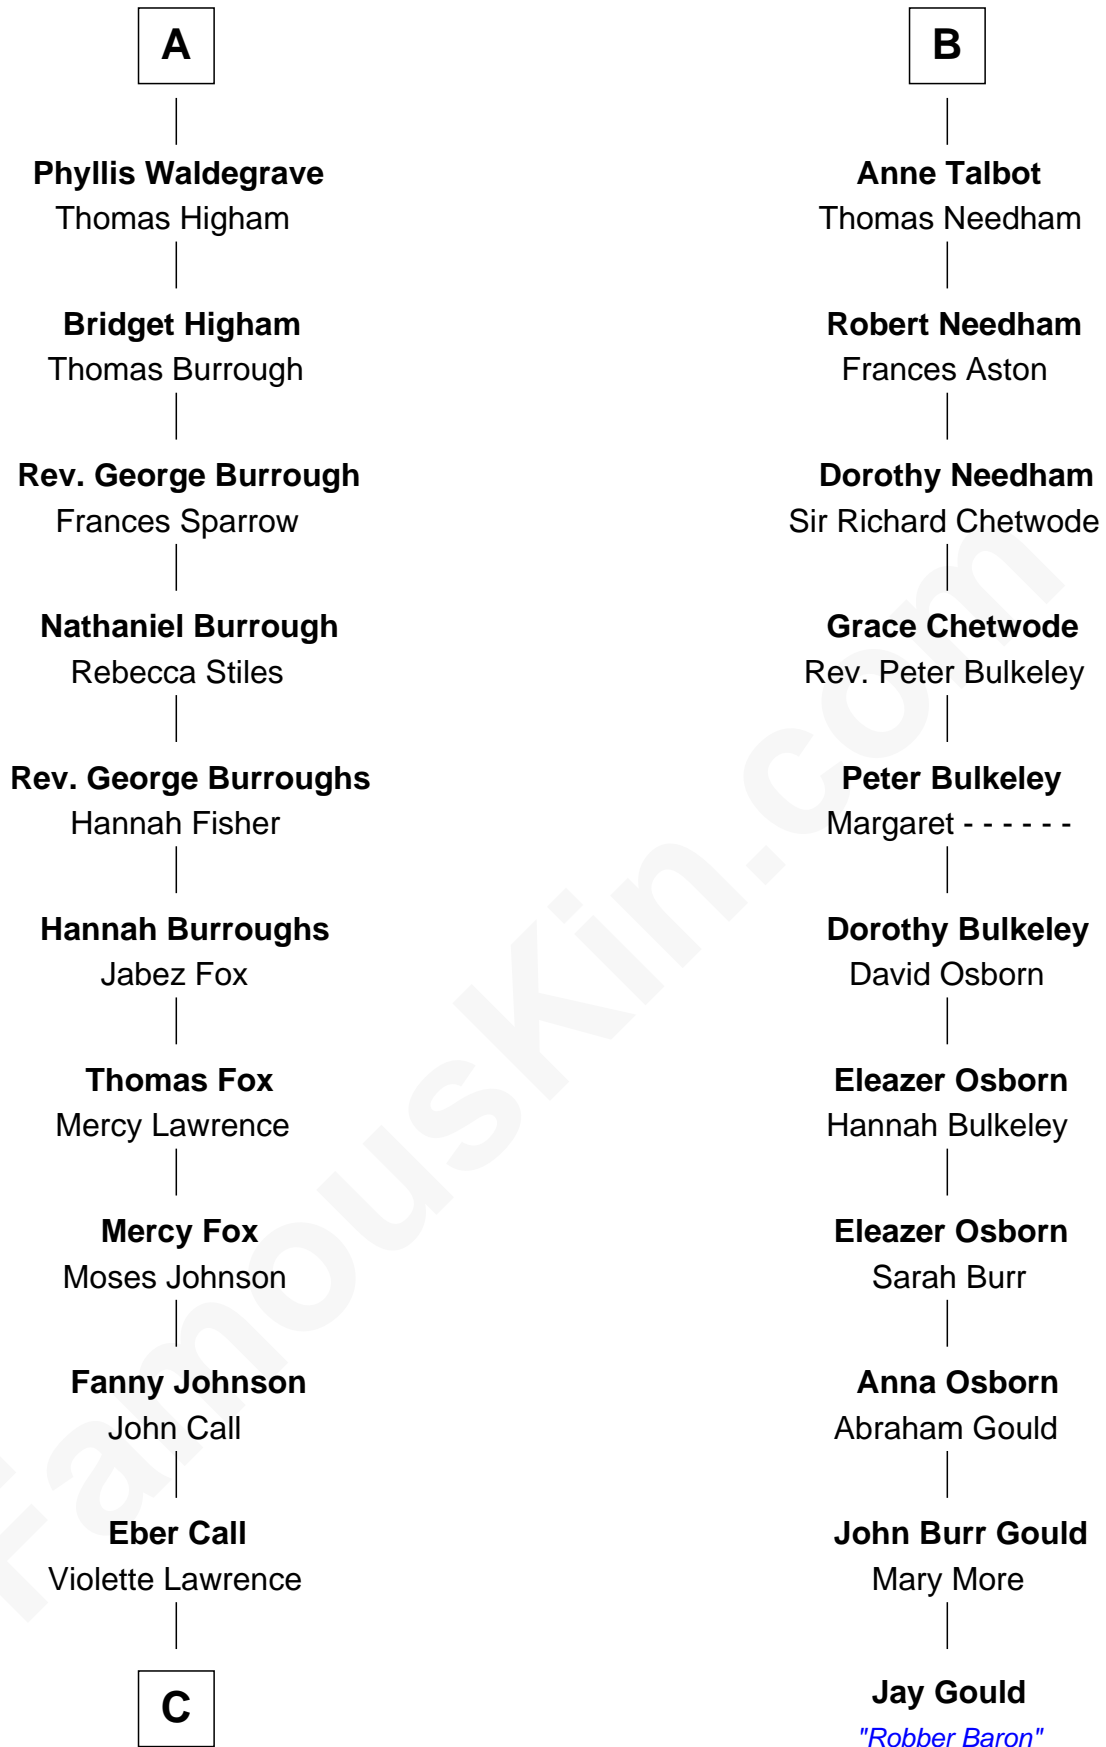 A
Phyllis Waldegrave
Thomas Higham
Bridget Higham
Thomas Burrough
Rev. George Burrough
Frances Sparrow
Nathaniel Burrough
Rebecca Stiles
Rev. George Burroughs
Hannah Fisher
Hannah Burroughs
Jabez Fox
Thomas Fox
Mercy Lawrence
Mercy Fox
Moses Johnson
Fanny Johnson
John Call
Eber Call
Violette Lawrence
C
B
Anne Talbot
Thomas Needham
Robert Needham
Frances Aston
Dorothy Needham
Sir Richard Chetwode
Grace Chetwode
Rev. Peter Bulkeley
Peter Bulkeley
Margaret - - - - - -
Dorothy Bulkeley
David Osborn
Eleazer Osborn
Hannah Bulkeley
Eleazer Osborn
Sarah Burr
Anna Osborn
Abraham Gould
John Burr Gould
Mary More
Jay Gould
"Robber Baron"
FamousKin.com